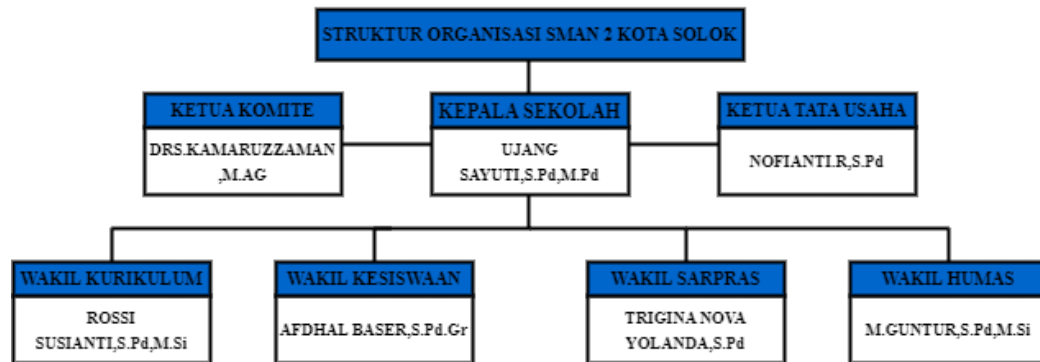 STRUKTUR ORGANISASI SMAN 2 KOTA SOLOK
KETUA KOMITE
DRS.KAMARUZZAMAN
,M.AG
KEPALA SEKOLAH
UJANG
SAYUTI,S.Pd,M.Pd
KETUA TATA USAHA
NOFIANTI.R,S.Pd
WAKIL KURIKULUM
ROSSI
SUSIANTI,S.Pd,M.Si
WAKIL KESISWAAN
AFDHAL BASER,S.Pd.Gr
WAKIL SARPRAS
TRIGINA NOVA
YOLANDA,S.Pd
WAKIL HUMAS
M.GUNTUR,S.Pd,M.Si